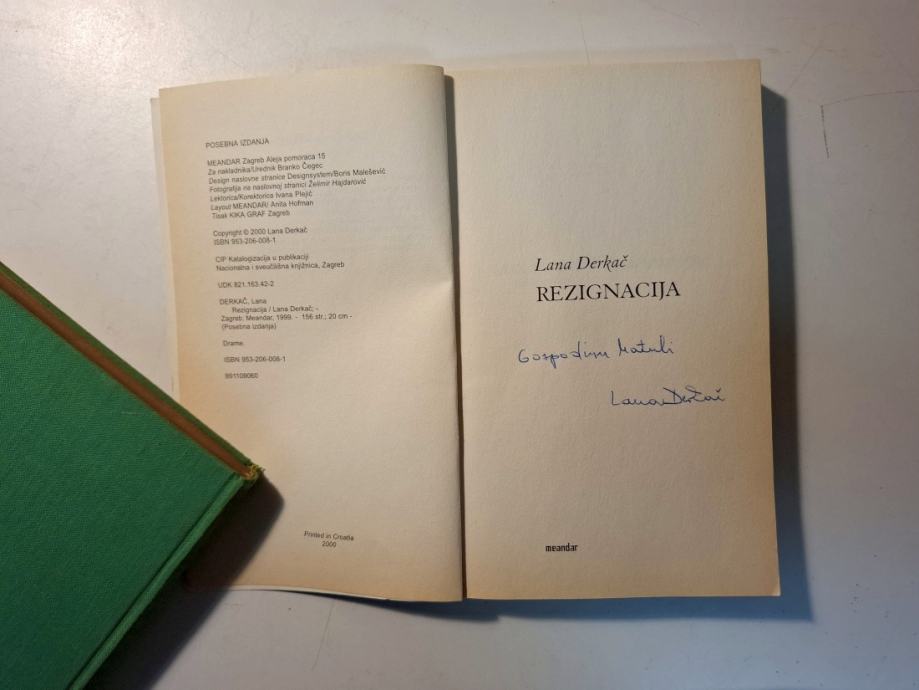 POSEBNA IZDANJA
MEANDAR Zagreb Aleja pomoraca 15
Za nakladnika/Urednik Branko Čegec
Design naslovne stranice Designsystem/Boris Malešević
Fotografija na naslovnoj stranici Želimir Hajdarović
Lektorica/Korektorica Ivana Plejić
Layout MEANDAR/ Anita Hofman
Tisak KIKA GRAF Zagreb
Copyright © 2000 Lana Derkač
ISBN 953-206-008-1
CIP Katalogizacija u publikaciji
Nacionalna i sveučilišna knjižnica, Zagreb
UDK 821.163.42-2
DERKAČ, Lana
Rezignacija / Lana Derkač; -
Zagreb: Meandar, 1999. - 156 str.; 20 cm -
(Posebna izdanja)
Drame.
ISBN 953-206-008-1
991109060
Printed in Croatia
2000
Lana Derkač
REZIGNACIJA
Gospodinu Matuli
Lana Derkač
meandar